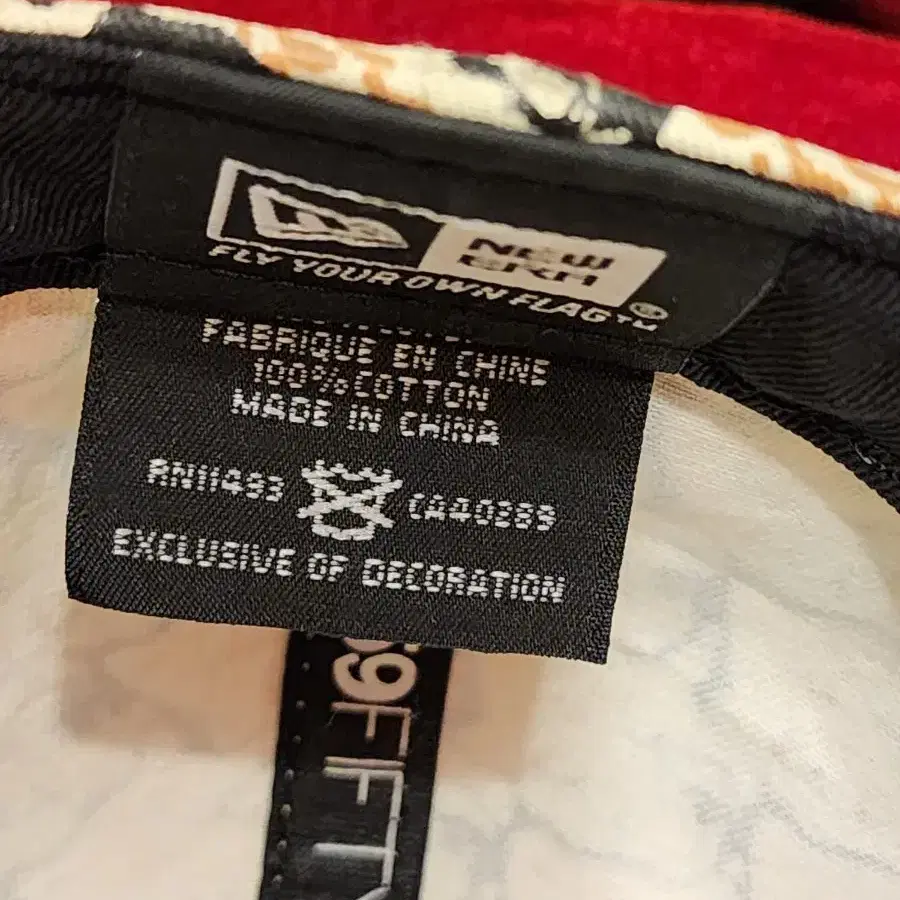 NEW
ERA
FLY YOUR OWN FLAG™
®
FABRIQUE EN CHINE
100% COTTON
MADE IN CHINA
RN11493 CA40289
EXCLUSIVE OF DECORATION
59FIFTY